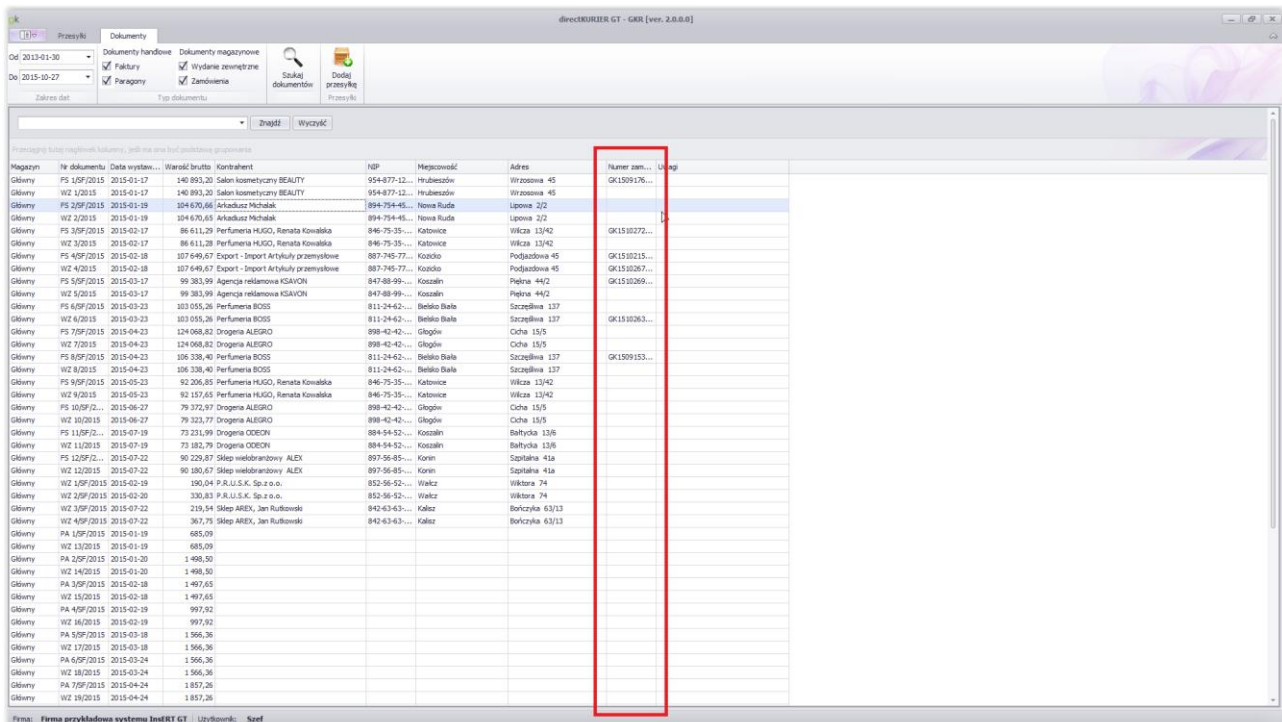 gk directKURIER GT - GKR [ver. 2.0.0.0]
Przesyłki Dokumenty
Od 2013-01-30
Do 2015-10-27
Zakres dat
Dokumenty handlowe Dokumenty magazynowe
Faktury Wydanie zewnętrzne
Paragony Zamówienia
Typ dokumentu
Szukaj dokumentów
Dodaj przesyłkę
Przesyłki
Znajdź Wyczyść
Przeciągnij tutaj nagłówek kolumny, jeśli ma ona być podstawą grupowania
Magazyn Nr dokumentu Data wystaw... Warość brutto Kontrahent NIP Miejscowość Adres Numer zam... Uwagi
Główny FS 1/SF/2015 2015-01-17 140 893,20 Salon kosmetyczny BEAUTY 954-877-12... Hrubieszów Wrzosowa 45 GK1509176...
Główny WZ 1/2015 2015-01-17 140 893,20 Salon kosmetyczny BEAUTY 954-877-12... Hrubieszów Wrzosowa 45
Główny FS 2/SF/2015 2015-01-19 104 670,66 Arkadiusz Michalak 894-754-45... Nowa Ruda Lipowa 2/2
Główny WZ 2/2015 2015-01-19 104 670,65 Arkadiusz Michalak 894-754-45... Nowa Ruda Lipowa 2/2
Główny FS 3/SF/2015 2015-02-17 86 611,29 Perfumeria HUGO, Renata Kowalska 846-75-35-... Katowice Wilcza 13/42 GK1510272...
Główny WZ 3/2015 2015-02-17 86 611,28 Perfumeria HUGO, Renata Kowalska 846-75-35-... Katowice Wilcza 13/42
Główny FS 4/SF/2015 2015-02-18 107 649,67 Export - Import Artykuły przemysłowe 887-745-77... Kozicko Podjazdowa 45 GK1510215...
Główny WZ 4/2015 2015-02-18 107 649,67 Export - Import Artykuły przemysłowe 887-745-77... Kozicko Podjazdowa 45 GK1510267...
Główny FS 5/SF/2015 2015-03-17 99 383,99 Agencja reklamowa KSAVON 847-88-99-... Koszalin Piękna 44/2 GK1510269...
Główny WZ 5/2015 2015-03-17 99 383,99 Agencja reklamowa KSAVON 847-88-99-... Koszalin Piękna 44/2
Główny FS 6/SF/2015 2015-03-23 103 055,26 Perfumeria BOSS 811-24-62-... Bielsko Biała Szczęśliwa 137
Główny WZ 6/2015 2015-03-23 103 055,26 Perfumeria BOSS 811-24-62-... Bielsko Biała Szczęśliwa 137 GK1510263...
Główny FS 7/SF/2015 2015-04-23 124 068,82 Drogeria ALEGRO 898-42-42-... Głogów Cicha 15/5
Główny WZ 7/2015 2015-04-23 124 068,82 Drogeria ALEGRO 898-42-42-... Głogów Cicha 15/5
Główny FS 8/SF/2015 2015-04-23 106 338,40 Perfumeria BOSS 811-24-62-... Bielsko Biała Szczęśliwa 137 GK1509153...
Główny WZ 8/2015 2015-04-23 106 338,40 Perfumeria BOSS 811-24-62-... Bielsko Biała Szczęśliwa 137
Główny FS 9/SF/2015 2015-05-23 92 206,85 Perfumeria HUGO, Renata Kowalska 846-75-35-... Katowice Wilcza 13/42
Główny WZ 9/2015 2015-05-23 92 157,65 Perfumeria HUGO, Renata Kowalska 846-75-35-... Katowice Wilcza 13/42
Główny FS 10/SF/2... 2015-06-27 79 372,97 Drogeria ALEGRO 898-42-42-... Głogów Cicha 15/5
Główny WZ 10/2015 2015-06-27 79 323,77 Drogeria ALEGRO 898-42-42-... Głogów Cicha 15/5
Główny FS 11/SF/2... 2015-07-19 73 231,99 Drogeria ODEON 884-54-52-... Koszalin Bałtycka 13/6
Główny WZ 11/2015 2015-07-19 73 182,79 Drogeria ODEON 884-54-52-... Koszalin Bałtycka 13/6
Główny FS 12/SF/2... 2015-07-22 90 229,87 Sklep wielobranżowy ALEX 897-56-85-... Konin Szpitalna 41a
Główny WZ 12/2015 2015-07-22 90 180,67 Sklep wielobranżowy ALEX 897-56-85-... Konin Szpitalna 41a
Główny WZ 1/SF/2015 2015-02-19 190,04 P.R.U.S.K. Sp.z o.o. 852-56-52-... Wałcz Wiktora 74
Główny WZ 2/SF/2015 2015-02-20 330,83 P.R.U.S.K. Sp.z o.o. 852-56-52-... Wałcz Wiktora 74
Główny WZ 3/SF/2015 2015-07-22 219,54 Sklep AREX, Jan Rutkowski 842-63-63-... Kalisz Bończyka 63/13
Główny WZ 4/SF/2015 2015-07-22 367,75 Sklep AREX, Jan Rutkowski 842-63-63-... Kalisz Bończyka 63/13
Główny PA 1/SF/2015 2015-01-19 685,09
Główny WZ 13/2015 2015-01-19 685,09
Główny PA 2/SF/2015 2015-01-20 1 498,50
Główny WZ 14/2015 2015-01-20 1 498,50
Główny PA 3/SF/2015 2015-02-18 1 497,65
Główny WZ 15/2015 2015-02-18 1 497,65
Główny PA 4/SF/2015 2015-02-19 997,92
Główny WZ 16/2015 2015-02-19 997,92
Główny PA 5/SF/2015 2015-03-18 1 566,36
Główny WZ 17/2015 2015-03-18 1 566,36
Główny PA 6/SF/2015 2015-03-24 1 566,36
Główny WZ 18/2015 2015-03-24 1 566,36
Główny PA 7/SF/2015 2015-04-24 1 857,26
Główny WZ 19/2015 2015-04-24 1 857,26
Firma: Firma przykładowa systemu InsERT GT Użytkownik: Szef